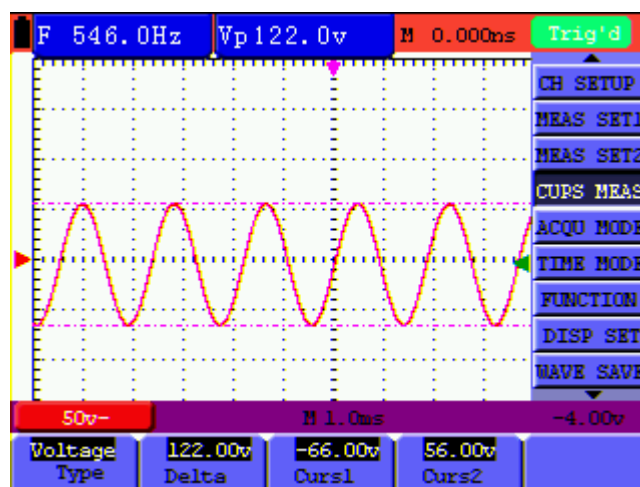 F 546.0Hz Vp122.0v M 0.000ns Trig'd
CH SETUP
MEAS SET1
MEAS SET2
CURS MEAS
ACQU MODE
TIME MODE
FUNCTION
DISP SET
WAVE SAVE
50v~ M 1.0ms -4.00v
Voltage 122.00v -66.00v 56.00v
Type Delta Curs1 Curs2